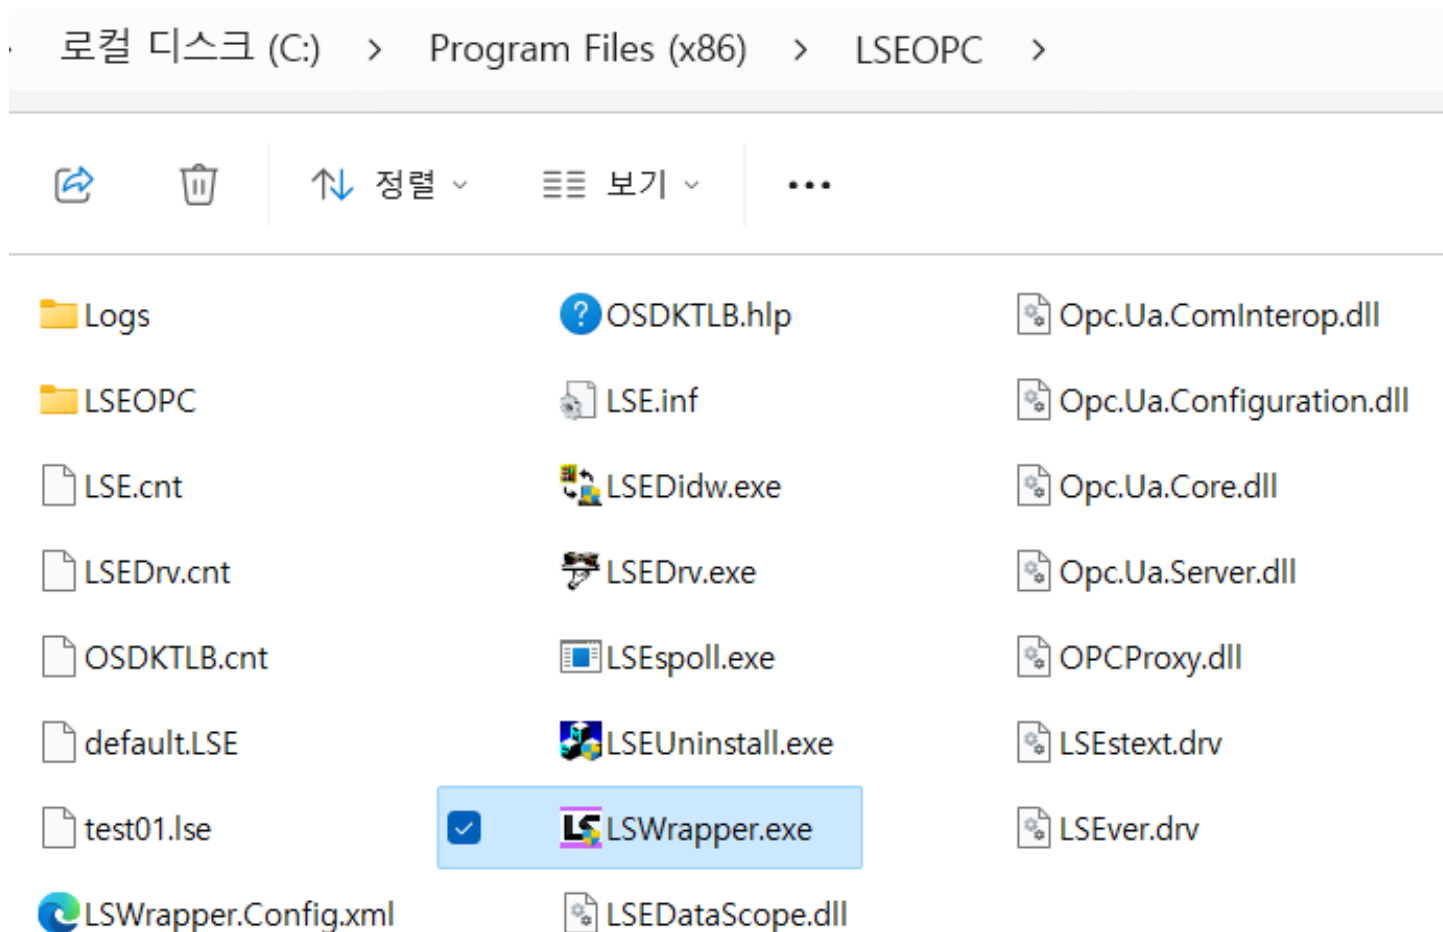 로컬 디스크 (C:) > Program Files (x86) > LSEOPC >
정렬 보기
Logs
LSEOPC
LSE.cnt
LSEDrv.cnt
OSDKTLB.cnt
default.LSE
test01.lse
LSWrapper.Config.xml
OSDKTLB.hlp
LSE.inf
LSEDidw.exe
LSEDrv.exe
LSEspoll.exe
LSEUninstall.exe
LSWrapper.exe
LSEDataScope.dll
Opc.Ua.ComInterop.dll
Opc.Ua.Configuration.dll
Opc.Ua.Core.dll
Opc.Ua.Server.dll
OPCProxy.dll
LSEstext.drv
LSEver.drv